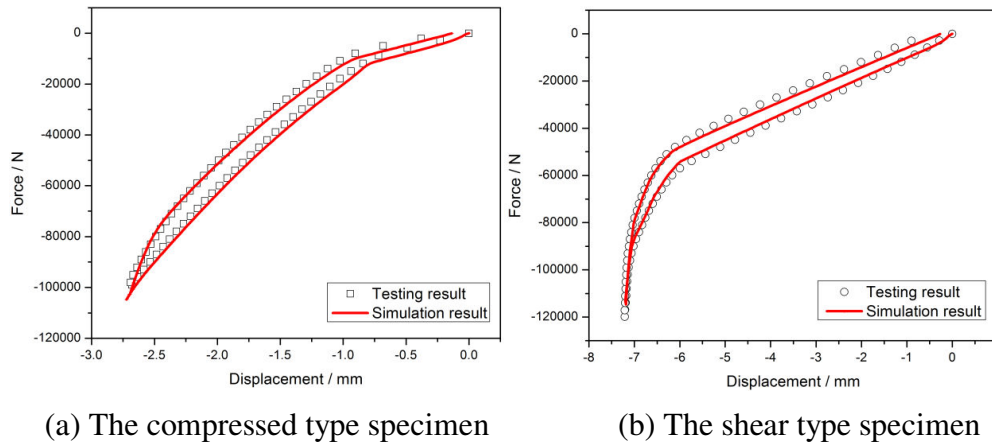 0
-20000
-40000
-60000
-80000
-100000
-120000
Force / N
-3.0 -2.5 -2.0 -1.5 -1.0 -0.5 0.0
Displacement / mm
Testing result
Simulation result
(a) The compressed type specimen
0
-20000
-40000
-60000
-80000
-100000
-120000
Force / N
-8 -7 -6 -5 -4 -3 -2 -1 0
Displacement / mm
Testing result
Simulation result
(b) The shear type specimen